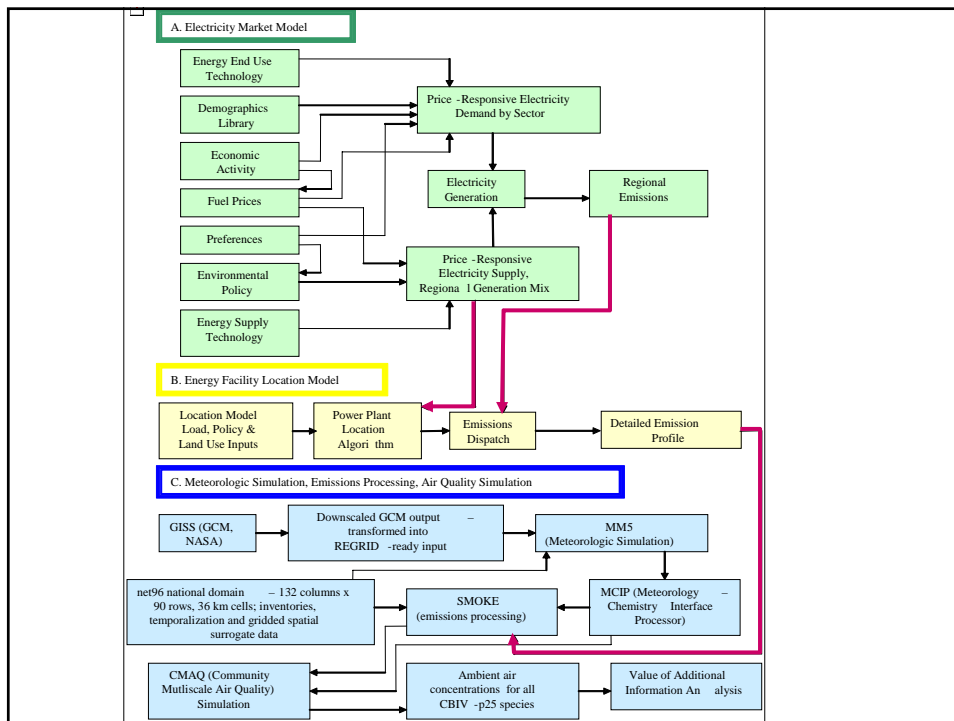 A. Electricity Market Model
Energy End Use
Technology
Demographics
Library
Economic
Activity
Fuel Prices
Preferences
Environmental
Policy
Energy Supply
Technology
Price -Responsive Electricity
Demand by Sector
Electricity
Generation
Regional
Emissions
Price -Responsive
Electricity Supply,
Regiona l Generation Mix
B. Energy Facility Location Model
Location Model
Load, Policy &
Land Use Inputs
Power Plant
Location
Algori thm
Emissions
Dispatch
Detailed Emission
Profile
C. Meteorologic Simulation, Emissions Processing, Air Quality Simulation
GISS (GCM,
NASA)
Downscaled GCM output –
transformed into
REGRID -ready input
MM5
(Meteorologic Simulation)
net96 national domain – 132 columns x
90 rows, 36 km cells; inventories,
temporalization and gridded spatial
surrogate data
SMOKE
(emissions processing)
MCIP (Meteorology –
Chemistry Interface
Processor)
CMAQ (Community
Mutliscale Air Quality)
Simulation
Ambient air
concentrations for all
CBIV -p25 species
Value of Additional
Information An alysis